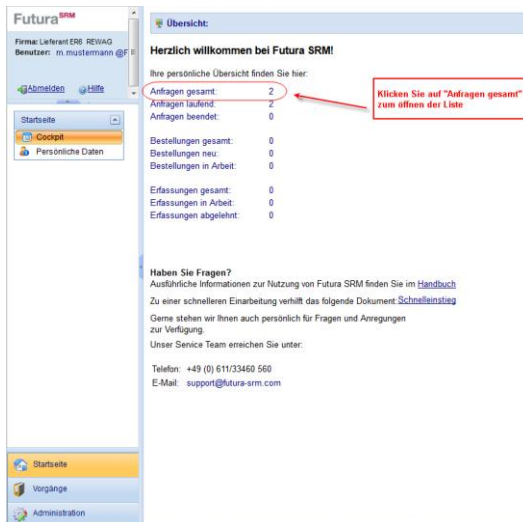 Futura SRM
Firma: Lieferant ER6 REWAG
Benutzer: m.mustermann @F
Abmelden Hilfe
Startseite
Cockpit
Persönliche Daten
Startseite
Vorgänge
Administration
Übersicht:
Herzlich willkommen bei Futura SRM!
Ihre persönliche Übersicht finden Sie hier:
Anfragen gesamt: 2
Anfragen laufend: 2
Anfragen beendet: 0
Bestellungen gesamt: 0
Bestellungen neu: 0
Bestellungen in Arbeit: 0
Erfassungen gesamt: 0
Erfassungen in Arbeit: 0
Erfassungen abgelehnt: 0
Klicken Sie auf "Anfragen gesamt"
zum öffnen der Liste
Haben Sie Fragen?
Ausführliche Informationen zur Nutzung von Futura SRM finden Sie im Handbuch
Zu einer schnelleren Einarbeitung verhilft das folgende Dokument Schnelleinstieg
Gerne stehen wir Ihnen auch persönlich für Fragen und Anregungen
zur Verfügung.
Unser Service Team erreichen Sie unter:
Telefon: +49 (0) 611/33460 560
E-Mail: support@futura-srm.com